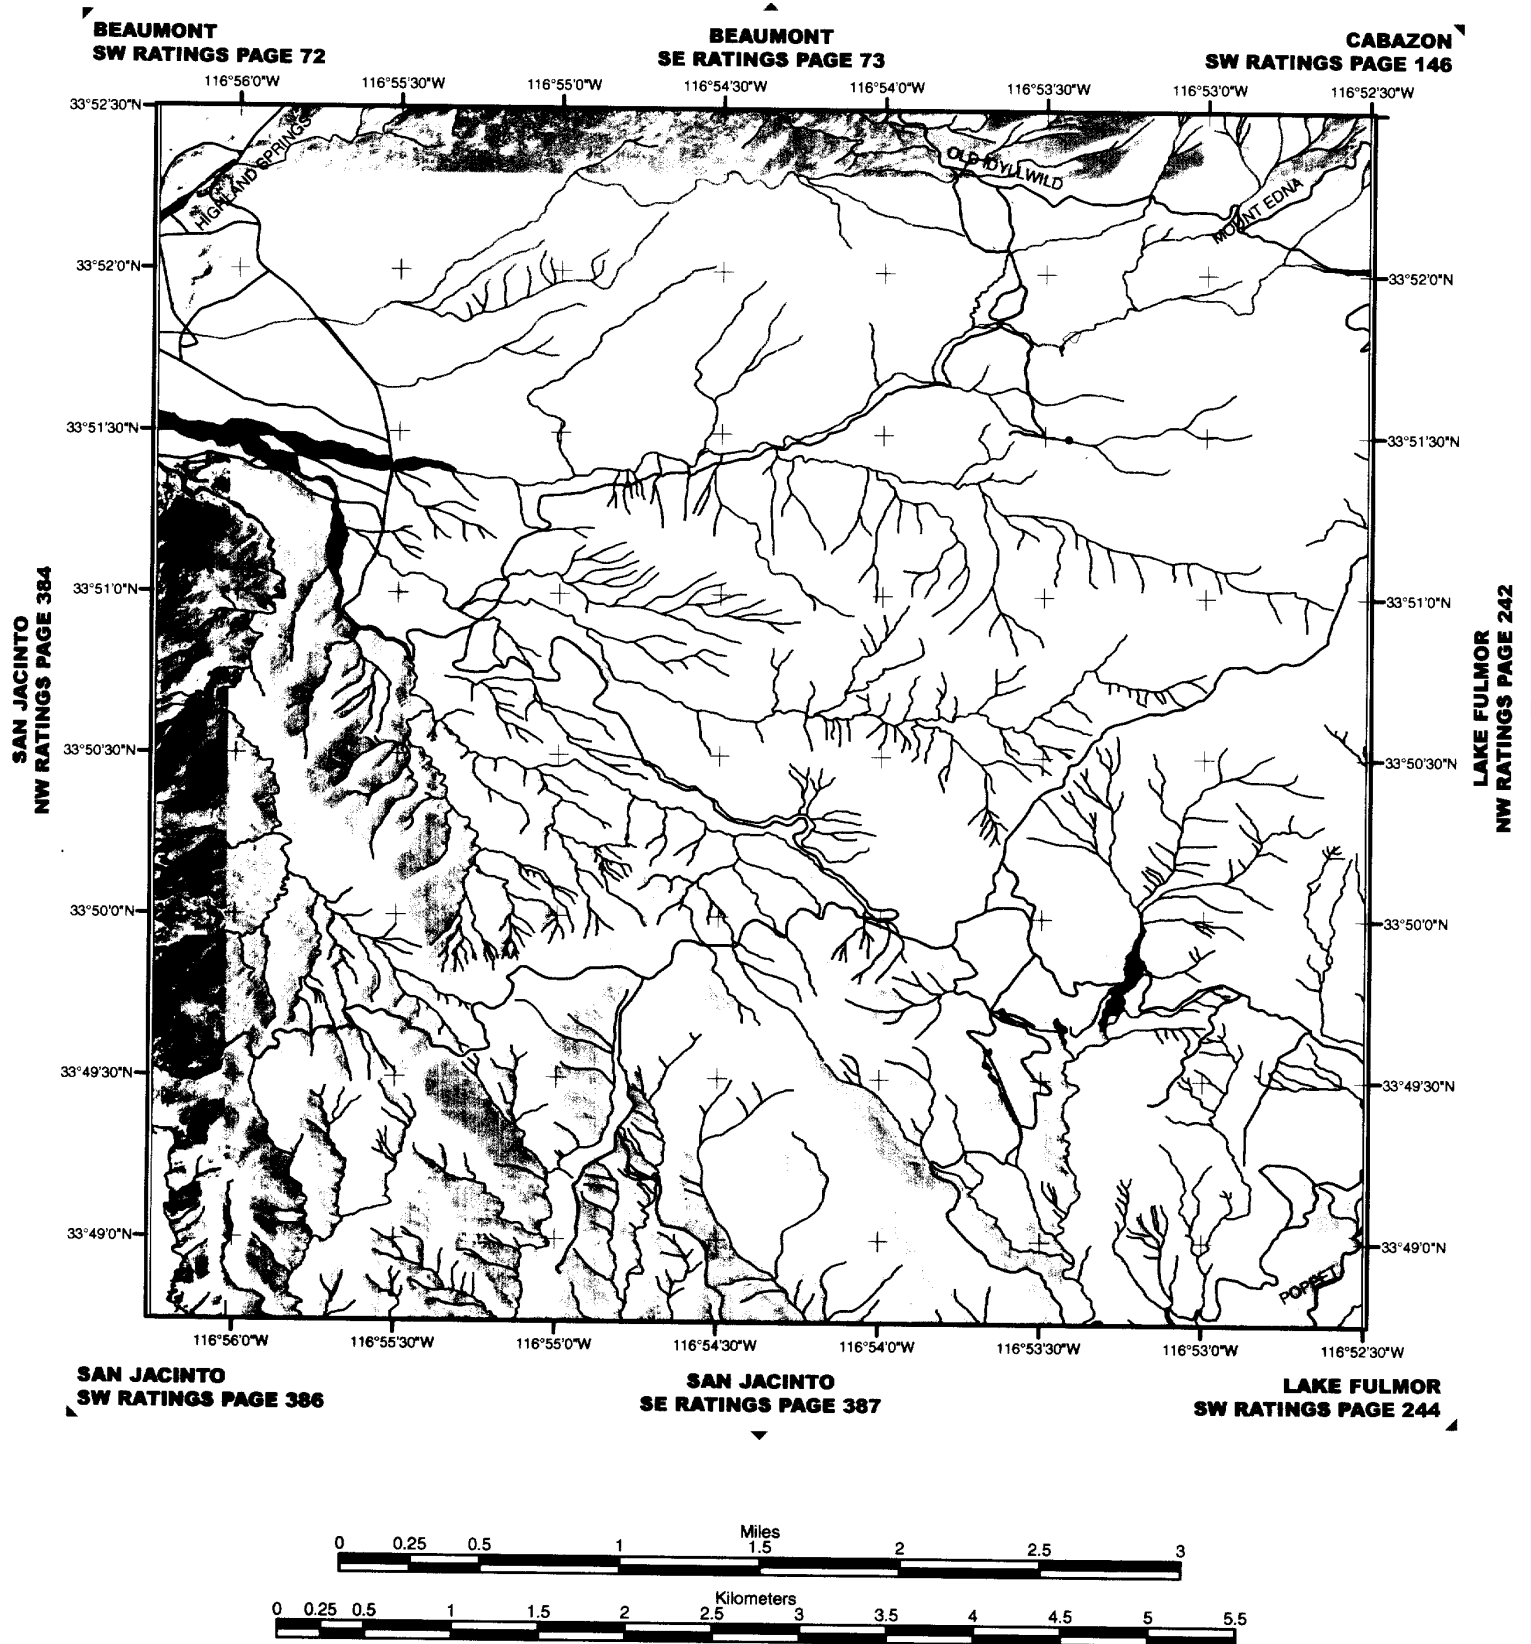 BEAUMONT
SW RATINGS PAGE 72
BEAUMONT
SE RATINGS PAGE 73
CABAZON
SW RATINGS PAGE 146
116°56'0"W
116°55'30"W
116°55'0"W
116°54'30"W
116°54'0"W
116°53'30"W
116°53'0"W
116°52'30"W
33°52'30"N
HIGHLAND SPRINGS
OLD IDYLLWILD
MOUNT EDNA
33°52'0"N
33°52'0"N
33°51'30"N
33°51'30"N
33°51'0"N
33°51'0"N
SAN JACINTO
NW RATINGS PAGE 384
LAKE FULMOR
NW RATINGS PAGE 242
33°50'30"N
33°50'30"N
33°50'0"N
33°50'0"N
33°49'30"N
33°49'30"N
33°49'0"N
33°49'0"N
POPPET
116°56'0"W
116°55'30"W
116°55'0"W
116°54'30"W
116°54'0"W
116°53'30"W
116°53'0"W
116°52'30"W
SAN JACINTO
SW RATINGS PAGE 386
SAN JACINTO
SE RATINGS PAGE 387
LAKE FULMOR
SW RATINGS PAGE 244
Miles
0 0.25 0.5 1 1.5 2 2.5 3
Kilometers
0 0.25 0.5 1 1.5 2 2.5 3 3.5 4 4.5 5 5.5